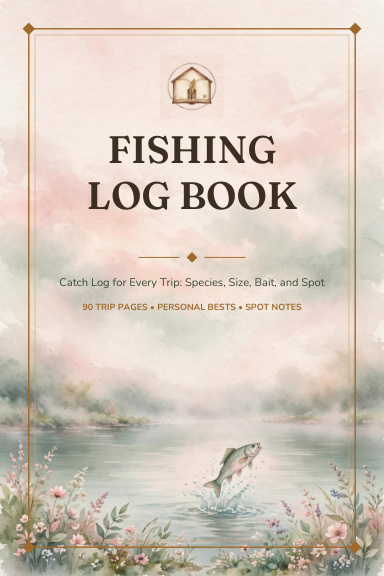 FISHING
LOG BOOK
Catch Log for Every Trip: Species, Size, Bait, and Spot
90 TRIP PAGES • PERSONAL BESTS • SPOT NOTES